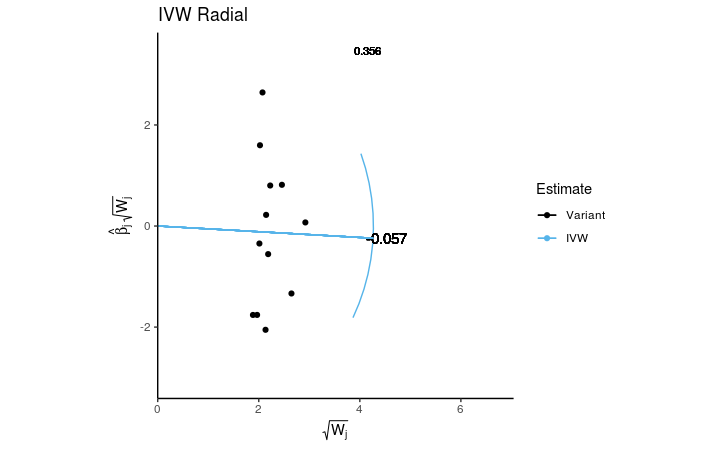 IVW Radial
0.356
2
0
-2
β̂ⱼ√Wⱼ
-0.057
0
2
4
6
√Wⱼ
Estimate
Variant
IVW